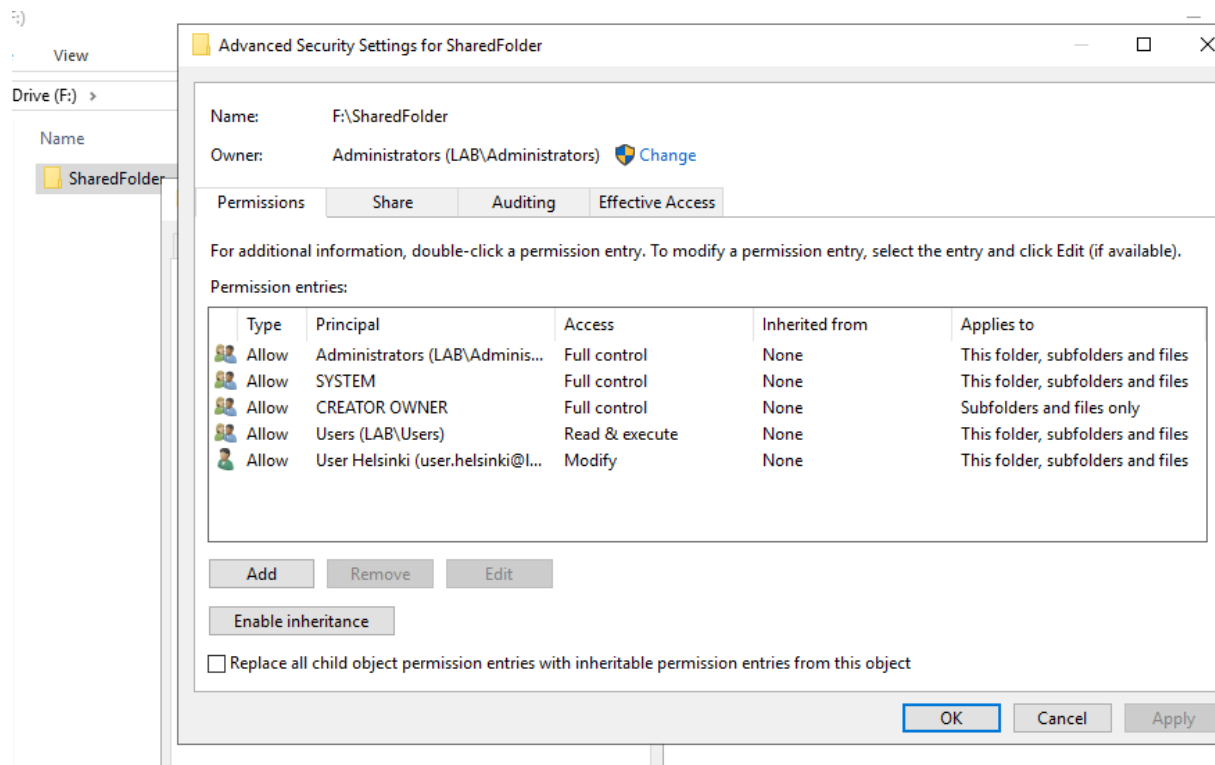 :)
View
Advanced Security Settings for SharedFolder
Drive (F:)
Name
SharedFolder
Name: F:\SharedFolder
Owner: Administrators (LAB\Administrators) Change
Permissions Share Auditing Effective Access
For additional information, double-click a permission entry. To modify a permission entry, select the entry and click Edit (if available).
Permission entries:
Type Principal Access Inherited from Applies to
Allow Administrators (LAB\Adminis... Full control None This folder, subfolders and files
Allow SYSTEM Full control None This folder, subfolders and files
Allow CREATOR OWNER Full control None Subfolders and files only
Allow Users (LAB\Users) Read & execute None This folder, subfolders and files
Allow User Helsinki (user.helsinki@l... Modify None This folder, subfolders and files
Add Remove Edit
Enable inheritance
Replace all child object permission entries with inheritable permission entries from this object
OK Cancel Apply